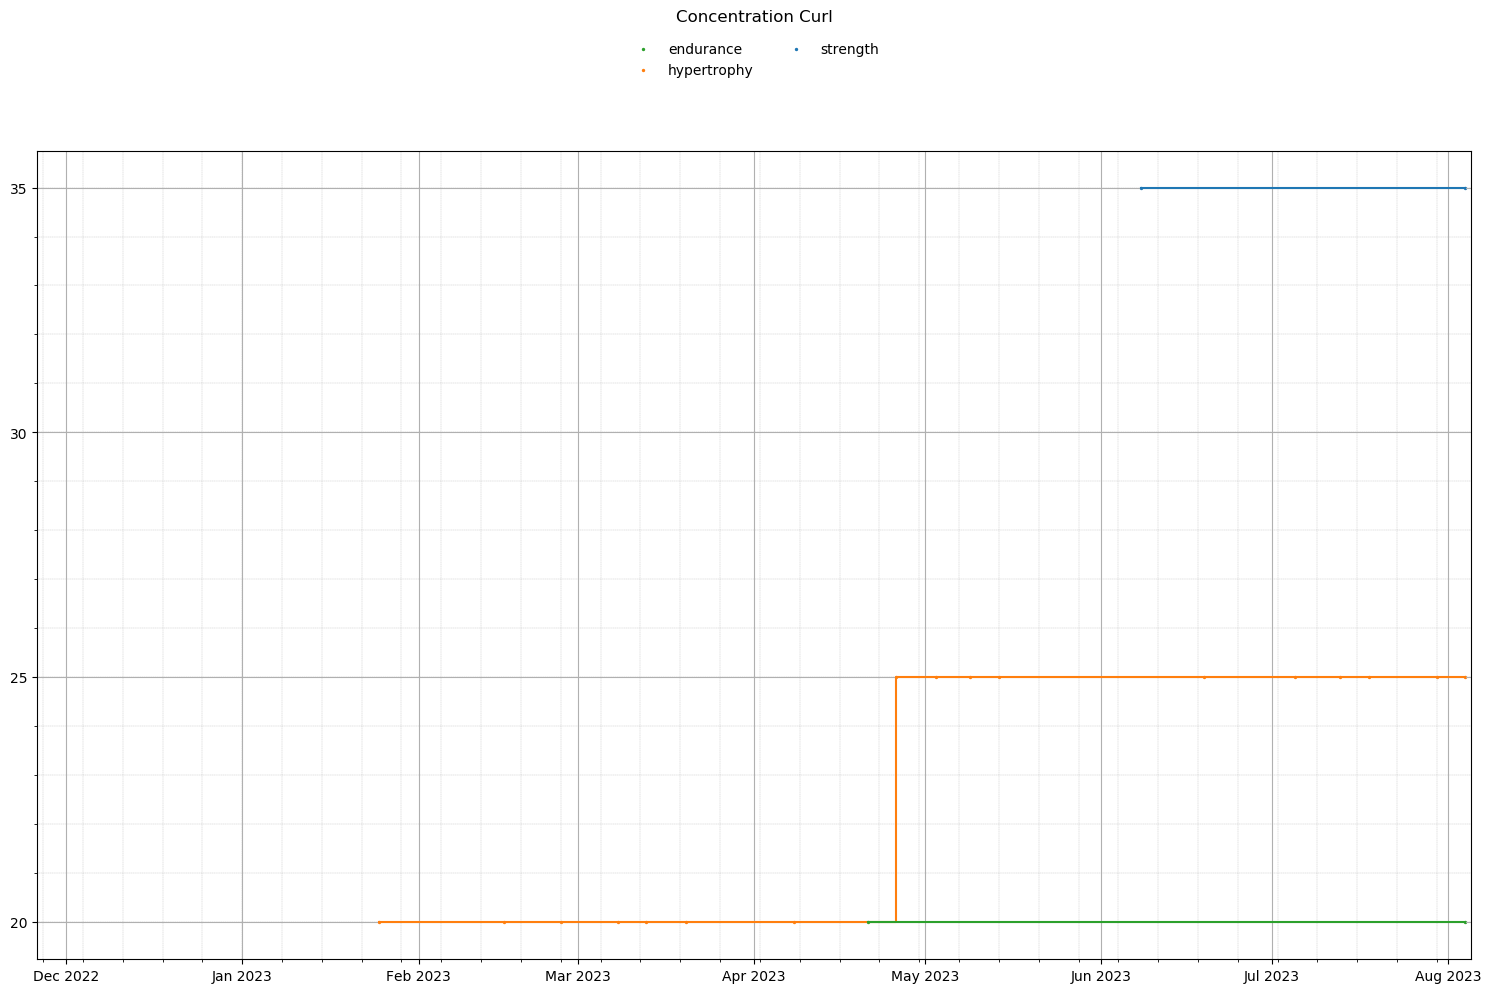 Concentration Curl
endurance strength
hypertrophy
35
30
25
20
Dec 2022 Jan 2023 Feb 2023 Mar 2023 Apr 2023 May 2023 Jun 2023 Jul 2023 Aug 2023